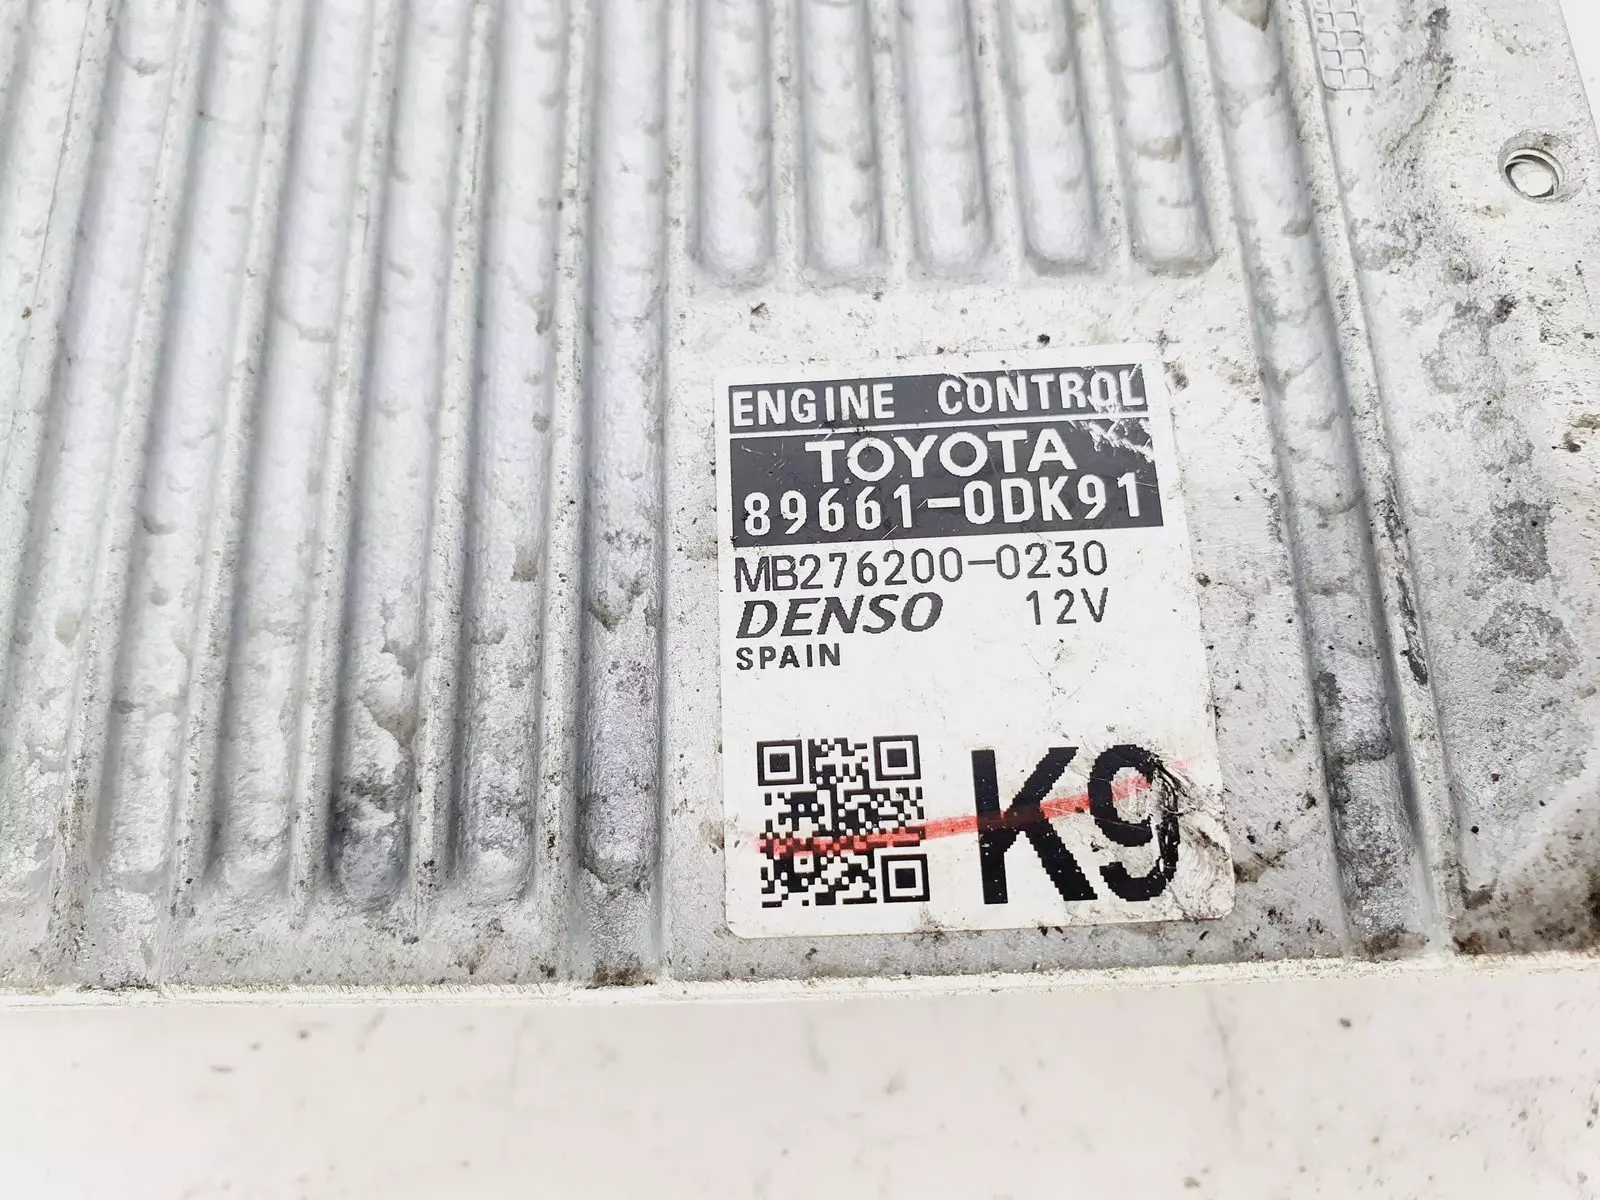 ENGINE CONTROL
TOYOTA
89661-0DK91
MB276200-0230
DENSO 12V
SPAIN
K9